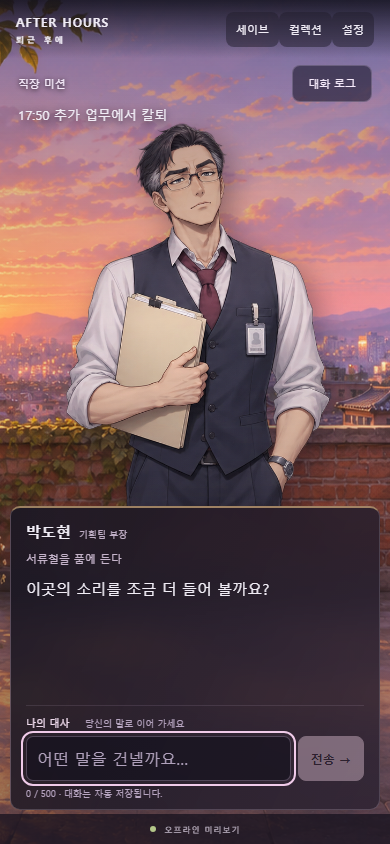 AFTER HOURS
퇴근 후에
세이브 컬렉션 설정
직장 미션
대화 로그
17:50 추가 업무에서 칼퇴
박도현 기획팀 부장
서류철을 품에 든다
이곳의 소리를 조금 더 들어 볼까요?
나의 대사 당신의 말로 이어 가세요
어떤 말을 건넬까요...
전송 →
0 / 500 · 대화는 자동 저장됩니다.
오프라인 미리보기